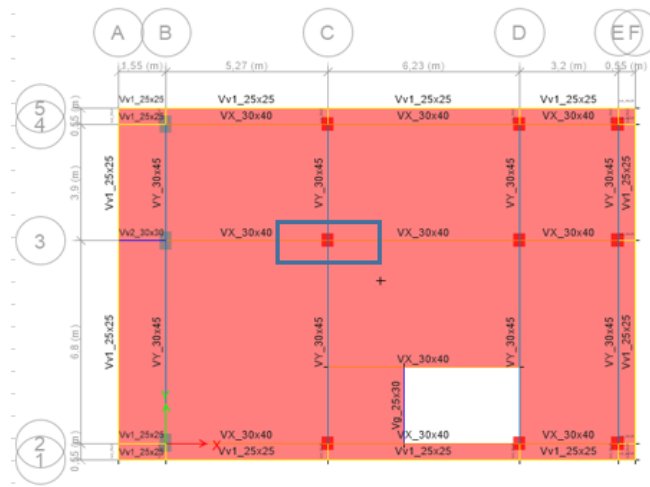 A B C D E F
1,55 (m) 5,27 (m) 6,23 (m) 3,2 (m) 0,55 (m)
Vv1_25x25 Vv1_25x25 Vv1_25x25 Vv1_25x25
5
Vv1_25x25 VX_30x40 VX_30x40 VX_30x40
4
0,55 (m)
Vv1_25x25 VY_30x45 VY_30x45 VY_30x45 VY_30x45 Vv1_25x25
3,9 (m)
Vv2_30x30 VX_30x40 VX_30x40 VX_30x40
3
Vv1_25x25 VY_30x45 VY_30x45 VY_30x45 VY_30x45 Vv1_25x25
6,8 (m)
VX_30x40
Vg_25x30
Vv1_25x25 VX_30x40 VX_30x40 VX_30x40
Y
X
2
Vv1_25x25 Vv1_25x25 Vv1_25x25 Vv1_25x25
1
0,55 (m)